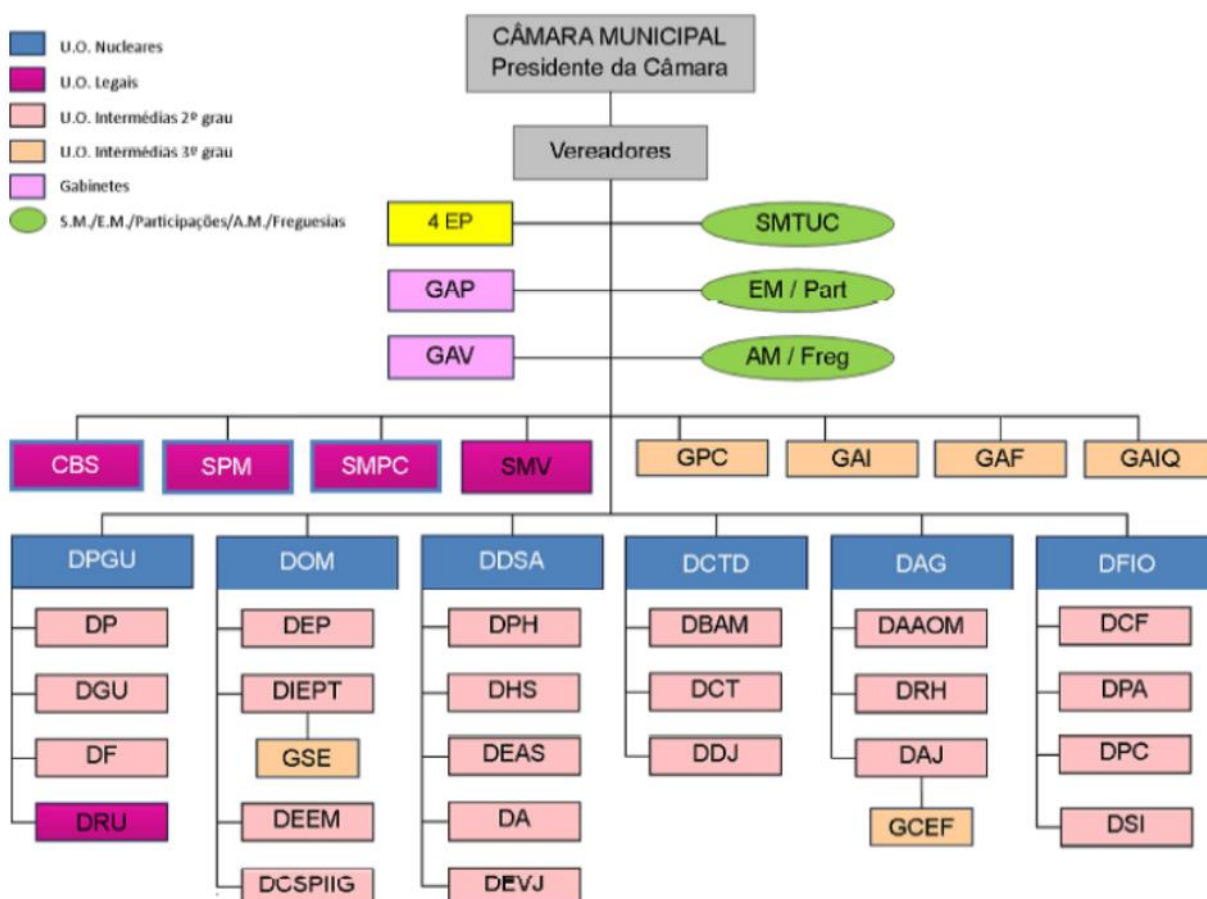 CÂMARA MUNICIPAL
Presidente da Câmara
U.O. Nucleares
U.O. Legais
U.O. Intermédias 2º grau
U.O. Intermédias 3º grau
Gabinetes
S.M./E.M./Participações/A.M./Freguesias
Vereadores
4 EP
SMTUC
GAP
EM / Part
GAV
AM / Freg
CBS
SPM
SMPC
SMV
GPC
GAI
GAF
GAIQ
DPGU
DOM
DDSA
DCTD
DAG
DFIO
DP
DEP
DPH
DBAM
DAAOM
DCF
DGU
DIEPT
DHS
DCT
DRH
DPA
DF
GSE
DEAS
DDJ
DAJ
DPC
DRU
DEEM
DA
GCEF
DSI
DCSPIIG
DEVJ